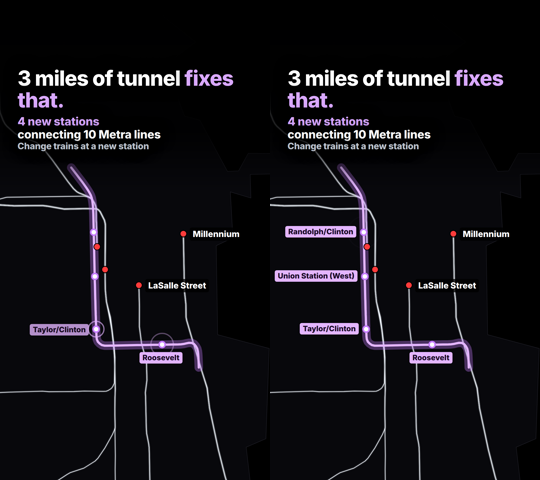 3 miles of tunnel fixes
that.
4 new stations
connecting 10 Metra lines
Change trains at a new station
Millennium
LaSalle Street
Taylor/Clinton
Roosevelt
3 miles of tunnel fixes
that.
4 new stations
connecting 10 Metra lines
Change trains at a new station
Randolph/Clinton
Millennium
Union Station (West)
LaSalle Street
Taylor/Clinton
Roosevelt